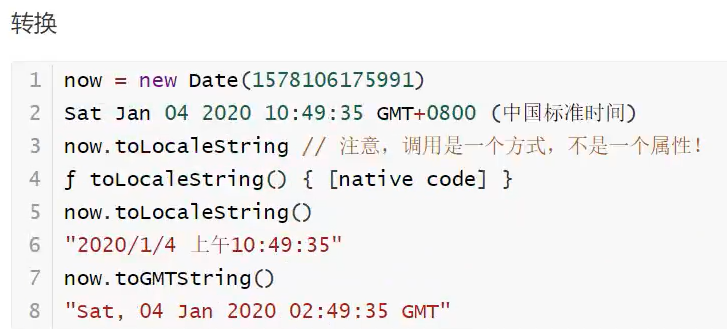 转换
1 now = new Date(1578106175991)
2 Sat Jan 04 2020 10:49:35 GMT+0800 (中国标准时间)
3 now.toLocaleString // 注意，调用是一个方式，不是一个属性！
4 ƒ toLocaleString() { [native code] }
5 now.toLocaleString()
6 "2020/1/4 上午10:49:35"
7 now.toGMTString()
8 "Sat, 04 Jan 2020 02:49:35 GMT"